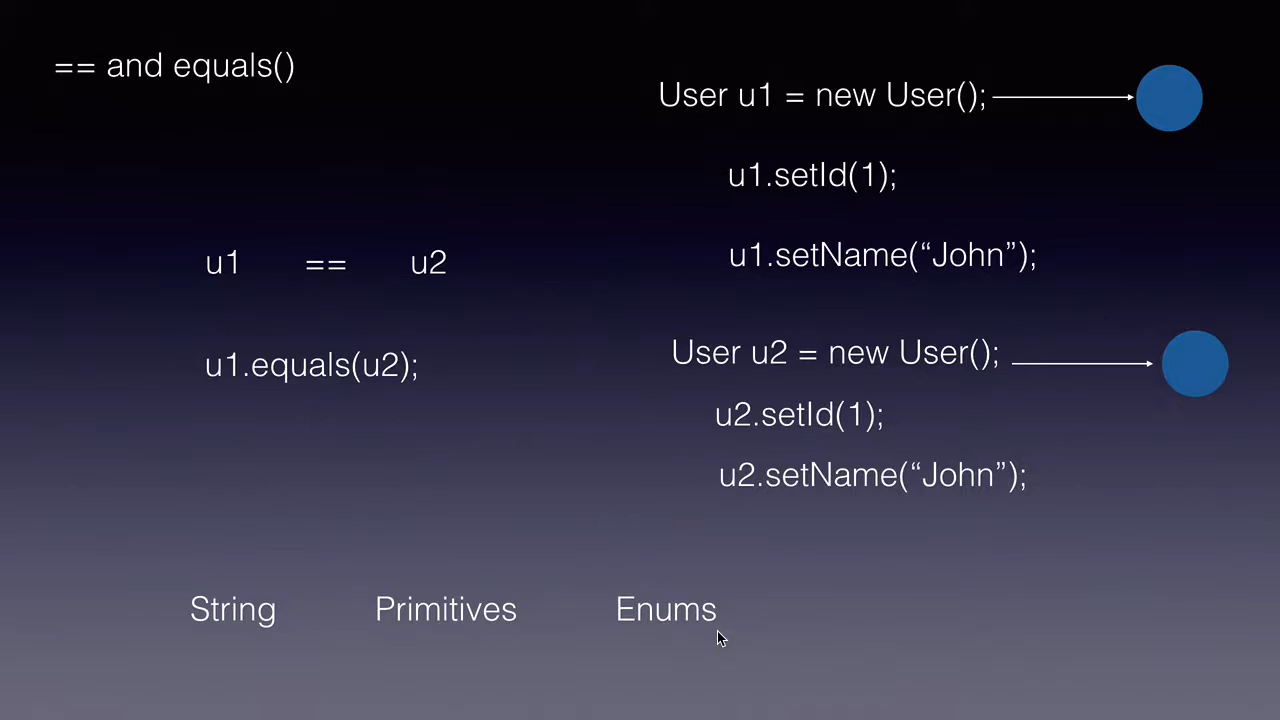 == and equals()
u1 == u2
u1.equals(u2);
User u1 = new User();
u1.setId(1);
u1.setName(“John”);
User u2 = new User();
u2.setId(1);
u2.setName(“John”);
String Primitives Enums